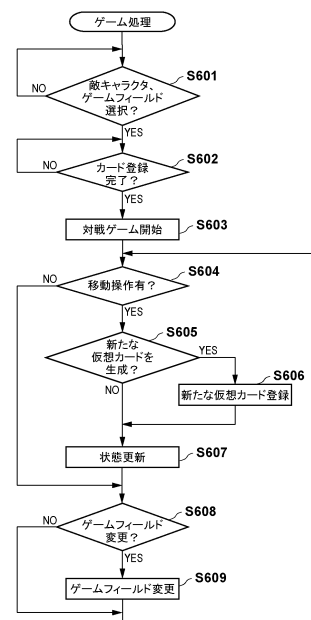 ゲーム処理
S601
敵キャラクタ、
ゲームフィールド
選択？
NO
YES
S602
カード登録
完了？
NO
YES
S603
対戦ゲーム開始
S604
移動操作有？
NO
YES
S605
新たな
仮想カードを
生成？
YES
NO
S606
新たな仮想カード登録
S607
状態更新
S608
ゲームフィールド
変更？
NO
YES
S609
ゲームフィールド変更